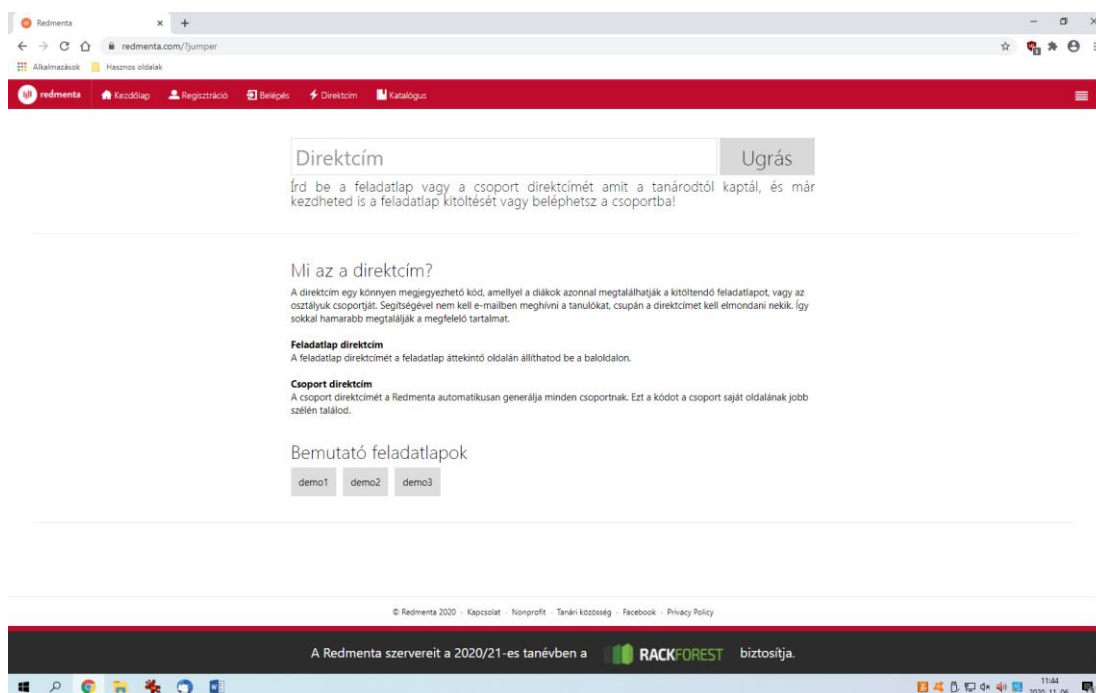 Redmenta
redmenta.com/?jumper
Alkalmazások Hasznos oldalak
redmenta Kezdőlap Regisztráció Belépés Direktcím Katalógus
Direktcím Ugrás
Írd be a feladatlap vagy a csoport direktcímét amit a tanárodtól kaptál, és már
kezdheted is a feladatlap kitöltését vagy beléphetsz a csoportba!
Mi az a direktcím?
A direktcím egy könnyen megjegyezhető kód, amellyel a diákok azonnal megtalálhatják a kitöltendő feladatlapot, vagy az
osztályuk csoportját. Segítségével nem kell e-mailben meghívni a tanulókat, csupán a direktcímet kell elmondani nekik. Így
sokkal hamarabb megtalálják a megfelelő tartalmat.
Feladatlap direktcím
A feladatlap direktcímét a feladatlap áttekintő oldalán állíthatod be a baloldalon.
Csoport direktcím
A csoport direktcímét a Redmenta automatikusan generálja minden csoportnak. Ezt a kódot a csoport saját oldalának jobb
szélén találod.
Bemutató feladatlapok
demo1 demo2 demo3
© Redmenta 2020 - Kapcsolat - Nonprofit - Tanári közösség - Facebook - Privacy Policy
A Redmenta szervereit a 2020/21-es tanévben a RACKFOREST biztosítja.
11:44
2020. 11. 06.